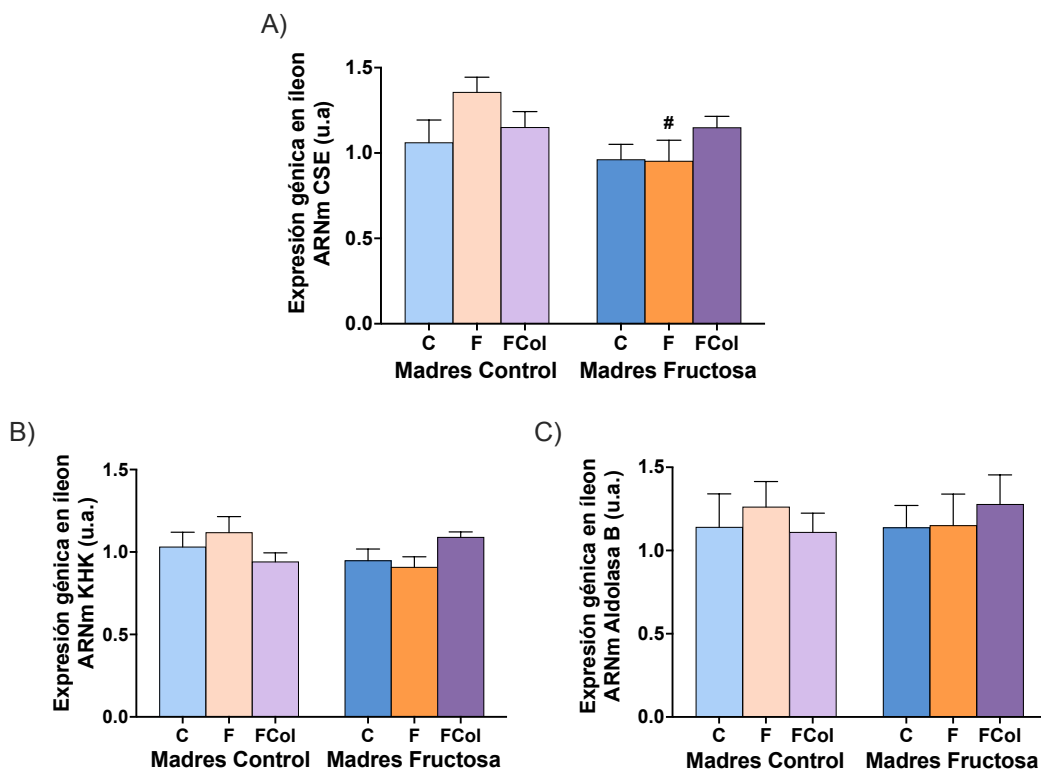 A)
Expresión génica en íleon
ARNm CSE (u.a)
1.5
1.0
0.5
0.0
#
C F FCol C F FCol
Madres Control Madres Fructosa
B)
Expresión génica en íleon
ARNm KHK (u.a.)
1.5
1.0
0.5
0.0
C F FCol C F FCol
Madres Control Madres Fructosa
C)
Expresión génica en íleon
ARNm Aldolasa B (u.a.)
1.5
1.0
0.5
0.0
C F FCol C F FCol
Madres Control Madres Fructosa